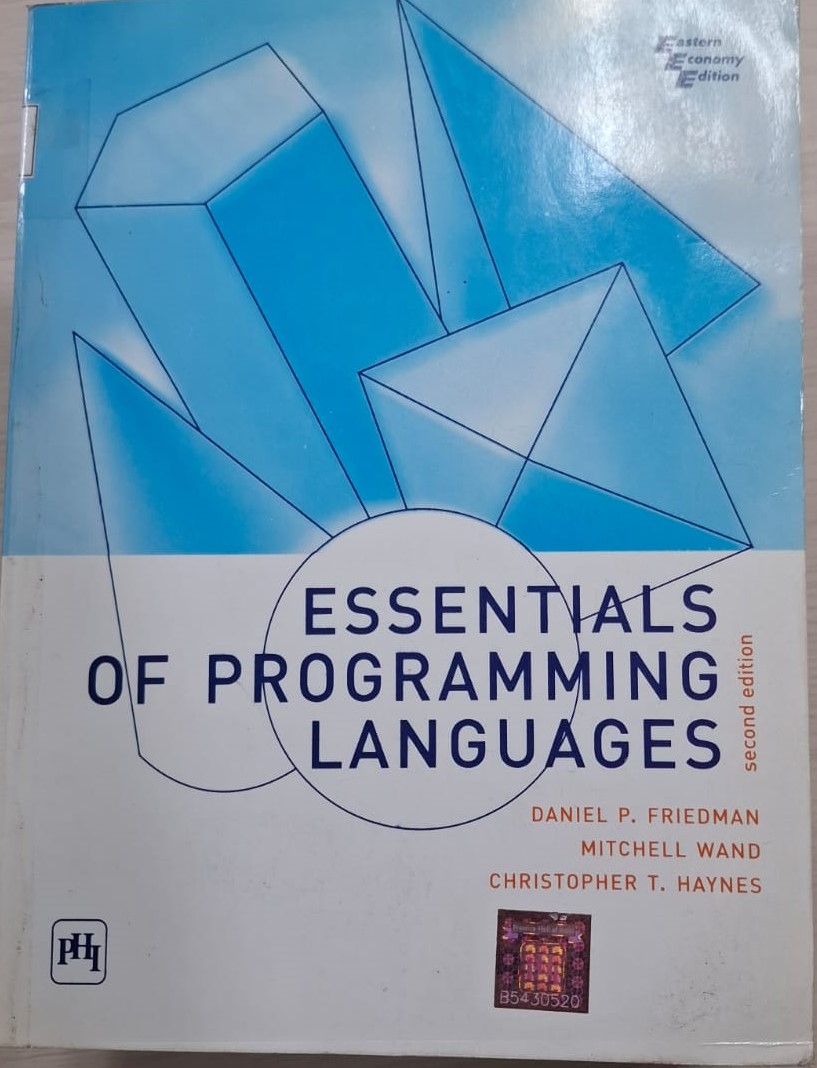 Eastern
Economy
Edition
ESSENTIALS
OF PROGRAMMING
LANGUAGES
second edition
DANIEL P. FRIEDMAN
MITCHELL WAND
CHRISTOPHER T. HAYNES
PHI
B5430520